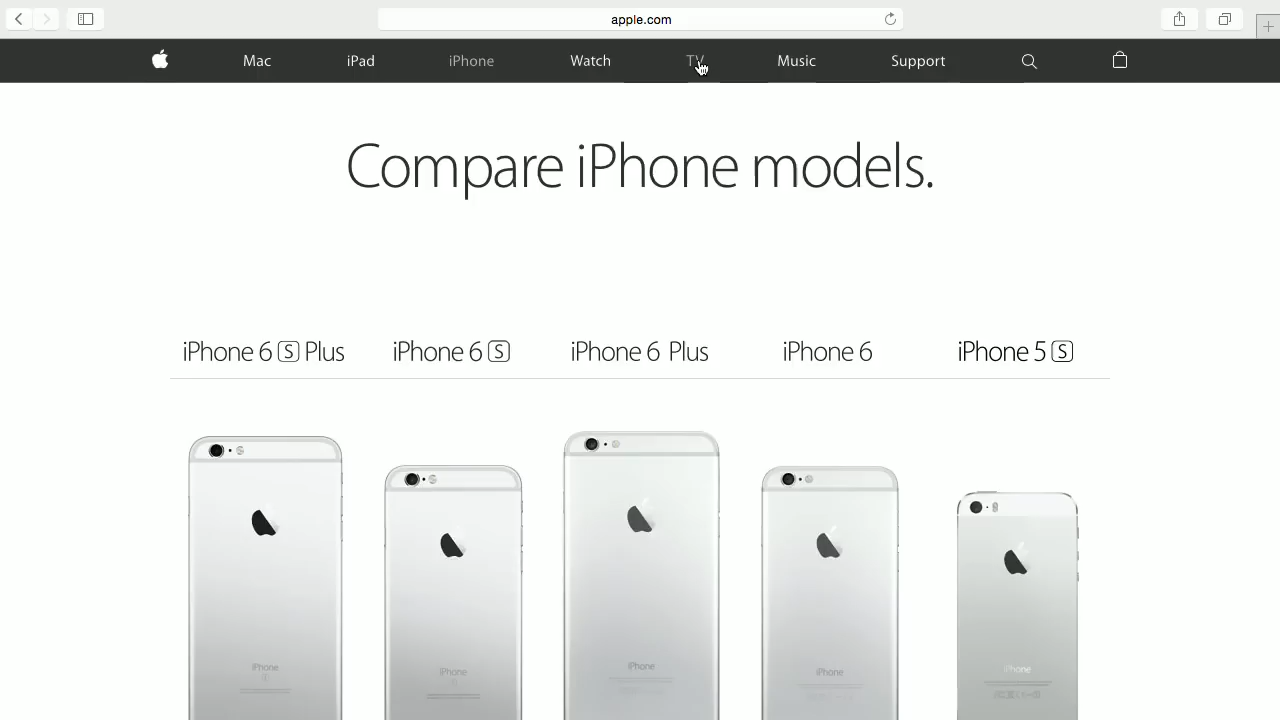 apple.com
Mac iPad iPhone Watch TV Music Support
Compare iPhone models.
iPhone 6 S Plus iPhone 6 S iPhone 6 Plus iPhone 6 iPhone 5 S
iPhone iPhone iPhone iPhone iPhone